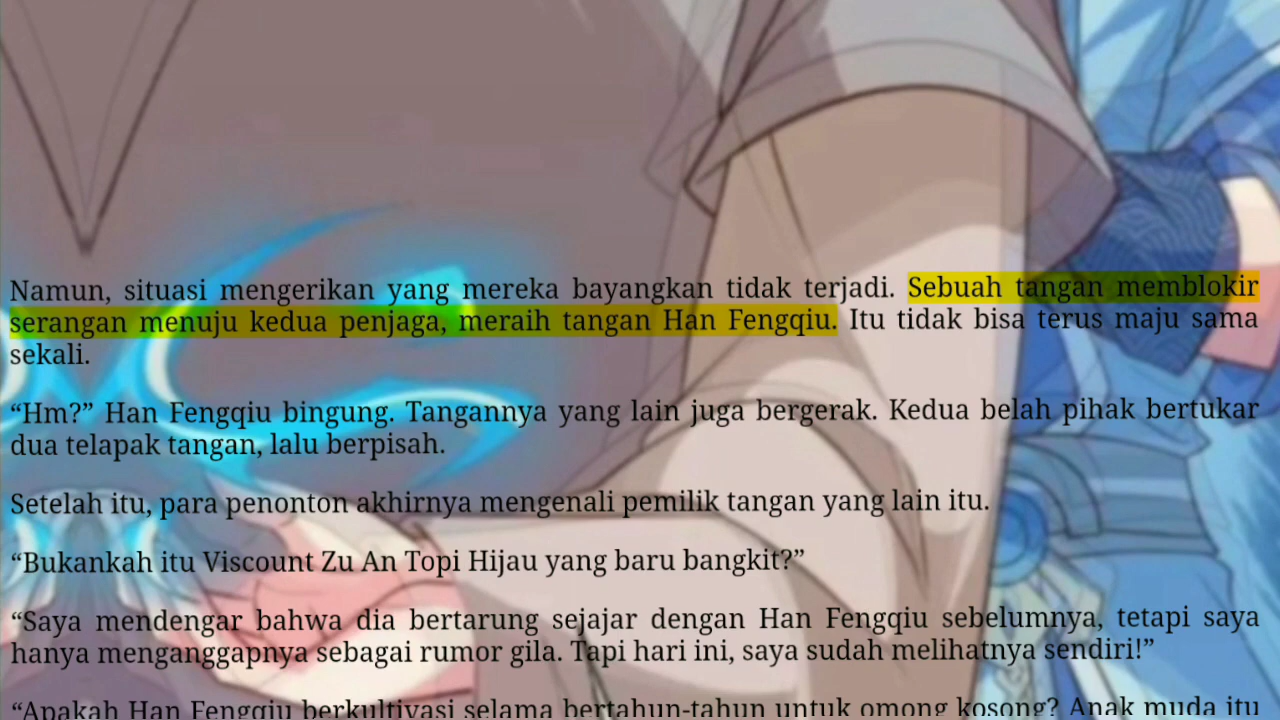 Namun, situasi mengerikan yang mereka bayangkan tidak terjadi. Sebuah tangan memblokir
serangan menuju kedua penjaga, meraih tangan Han Fengqiu. Itu tidak bisa terus maju sama
sekali.
“Hm?” Han Fengqiu bingung. Tangannya yang lain juga bergerak. Kedua belah pihak bertukar
dua telapak tangan, lalu berpisah.
Setelah itu, para penonton akhirnya mengenali pemilik tangan yang lain itu.
“Bukankah itu Viscount Zu An Topi Hijau yang baru bangkit?”
“Saya mendengar bahwa dia bertarung sejajar dengan Han Fengqiu sebelumnya, tetapi saya
hanya menganggapnya sebagai rumor gila. Tapi hari ini, saya sudah melihatnya sendiri!”
“Apakah Han Fengqiu berkultivasi selama bertahun-tahun untuk omong kosong? Anak muda itu